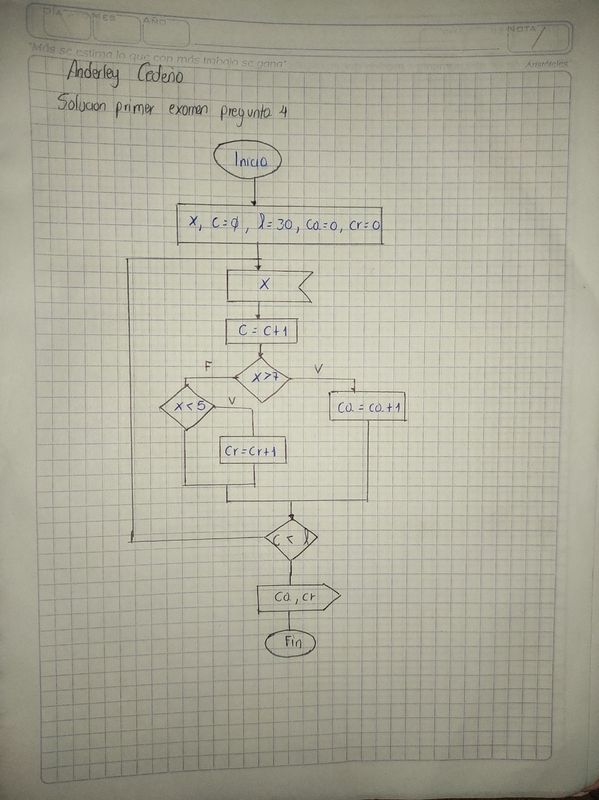 DÍA
MES
AÑO
NOTA
"Más se estima lo que con más trabajo se gana"
Aristóteles
Anderley Cedeño
Solucion primer examen pregunta 4
Inicio
X, C=0, l=30, Ca=0, Cr=0
X
C = C+1
X>7
F
V
X<5
V
Ca = Ca+1
Cr=Cr+1
C < l
Ca, cr
Fin